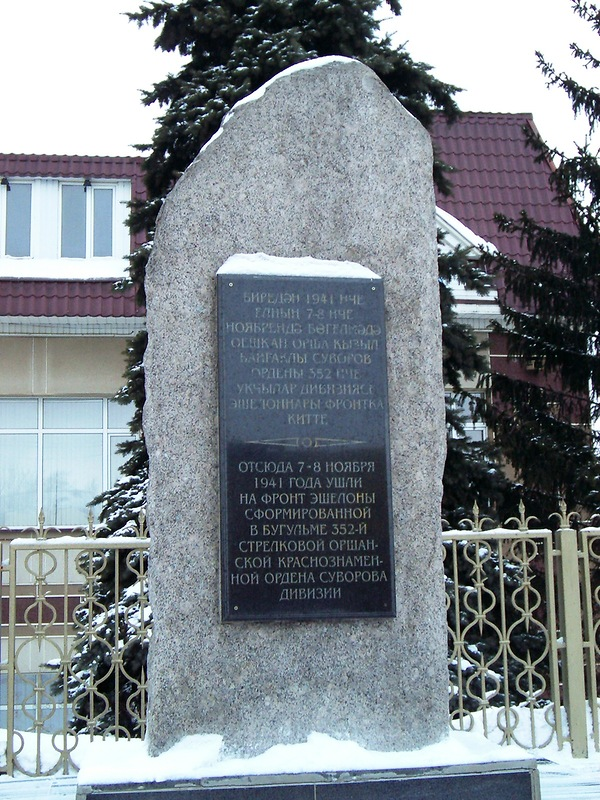 БИРЕДӘН 1941 НЧЕ
ЕЛНЫҢ 7-8 НЧЕ
НОЯБРЕНДӘ БӨГЕЛМӘДӘ
ОЕШКАН ОРША КЫЗЫЛ
БАЙРАКЛЫ СУВОРОВ
ОРДЕНЫ 352 НЧЕ
УКЧЫЛАР ДИВИЗИЯСЕ
ЭШЕЛОННАРЫ ФРОНТКА
КИТТЕ
ОТСЮДА 7-8 НОЯБРЯ
1941 ГОДА УШЛИ
НА ФРОНТ ЭШЕЛОНЫ
СФОРМИРОВАННОЙ
В БУГУЛЬМЕ 352-Й
СТРЕЛКОВОЙ ОРШАН-
СКОЙ КРАСНОЗНАМЕН-
НОЙ ОРДЕНА СУВОРОВА
ДИВИЗИИ